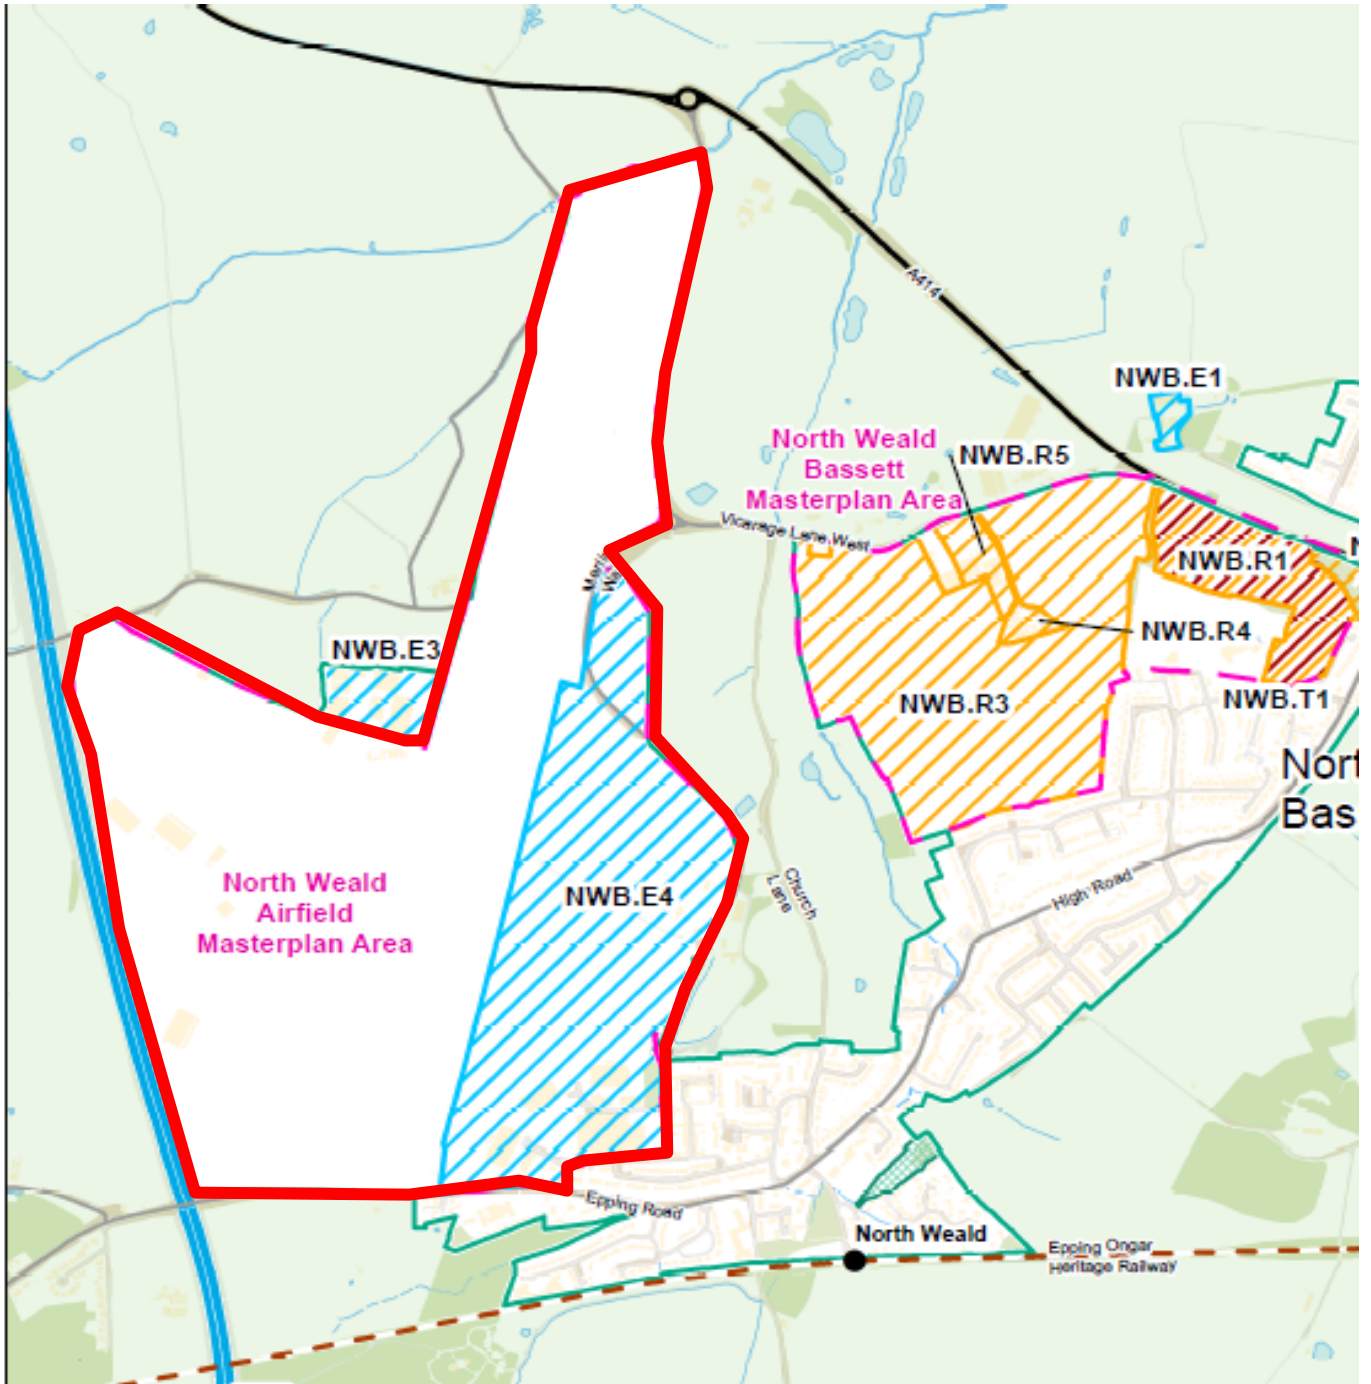 A414
NWB.E1
North Weald
Bassett
Masterplan Area
NWB.R5
Vicarage Lane West
NWB.R1
N
NWB.R4
NWB.E3
NWB.R3
NWB.T1
Nort
Bas
North Weald
Airfield
Masterplan Area
NWB.E4
Church
Lane
High Road
Epping Road
North Weald
Epping Ongar
Heritage Railway